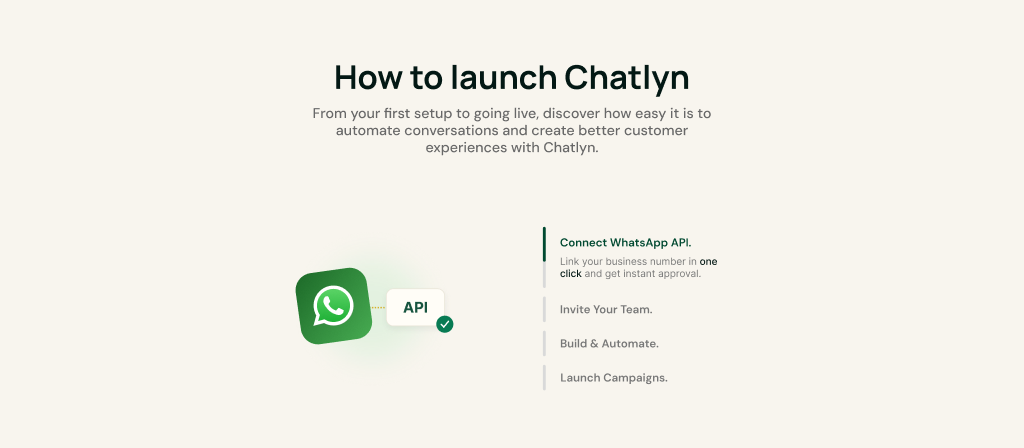 How to launch Chatlyn
From your first setup to going live, discover how easy it is to
automate conversations and create better customer
experiences with Chatlyn.
API
Connect WhatsApp API.
Link your business number in one
click and get instant approval.
Invite Your Team.
Build & Automate.
Launch Campaigns.